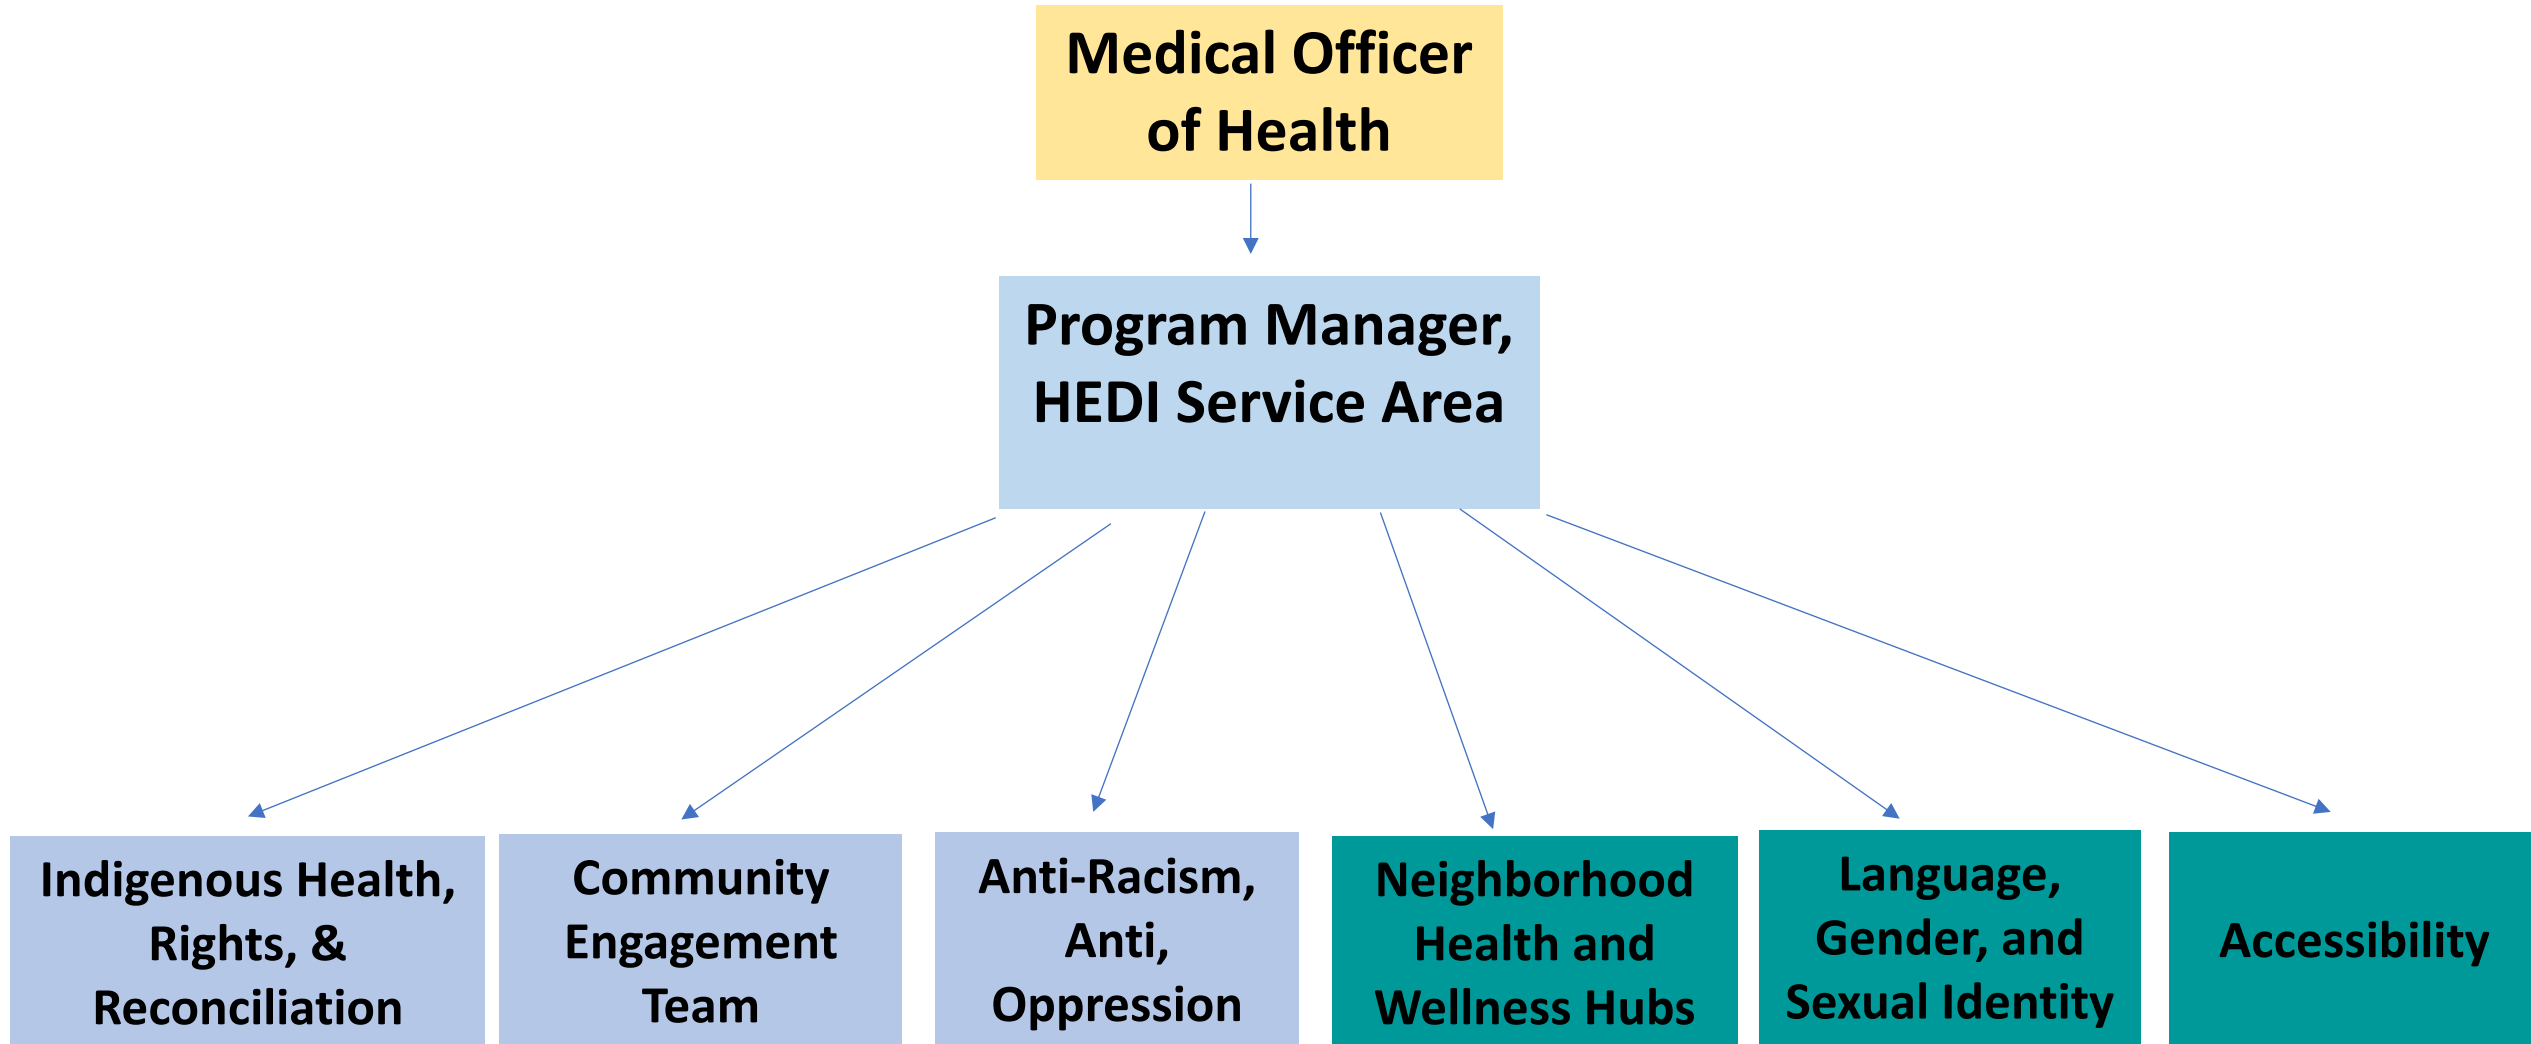 Medical Officer
of Health
Program Manager,
HEDI Service Area
Indigenous Health,
Rights, &
Reconciliation
Community
Engagement
Team
Anti-Racism,
Anti,
Oppression
Neighborhood
Health and
Wellness Hubs
Language,
Gender, and
Sexual Identity
Accessibility